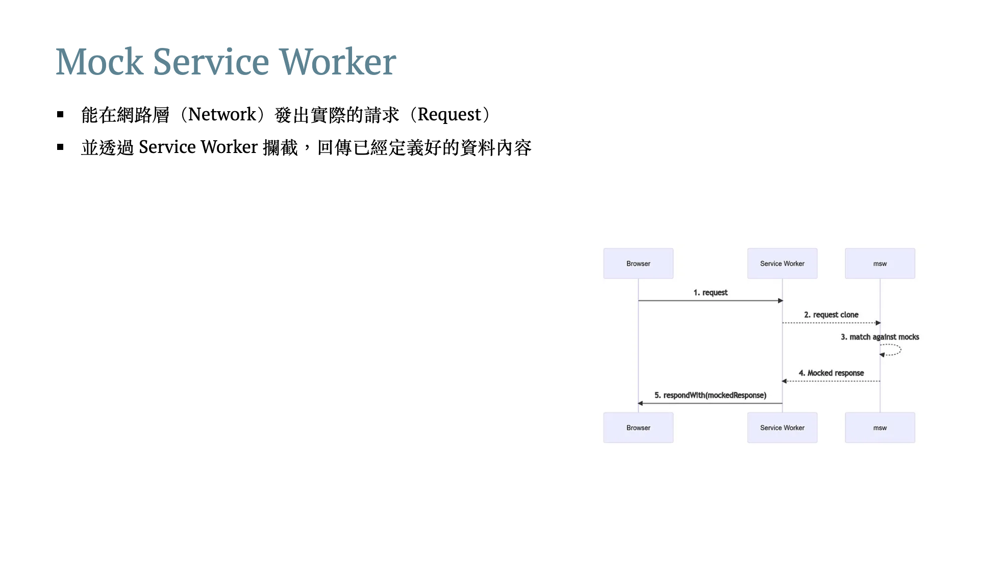 Mock Service Worker
能在網路層（Network）發出實際的請求（Request）
並透過 Service Worker 攔截，回傳已經定義好的資料內容
Browser
Service Worker
msw
1. request
2. request clone
3. match against mocks
4. Mocked response
5. respondWith(mockedResponse)
Browser
Service Worker
msw